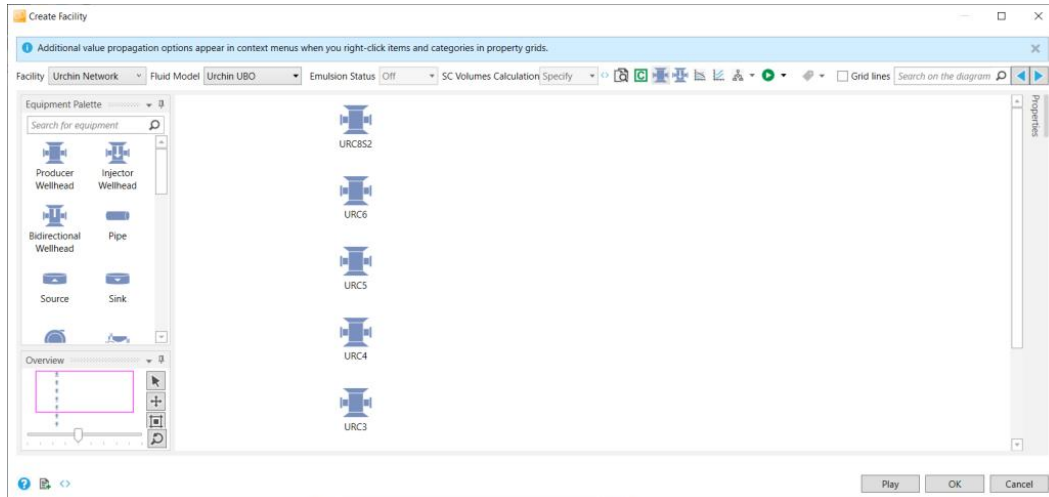 Create Facility
Additional value propagation options appear in context menus when you right-click items and categories in property grids.
Facility Urchin Network Fluid Model Urchin UBO Emulsion Status Off SC Volumes Calculation Specify Grid lines Search on the diagram
Equipment Palette
Search for equipment
Producer Wellhead
Injector Wellhead
Bidirectional Wellhead
Pipe
Source
Sink
Overview
URC8S2
URC6
URC5
URC4
URC3
Properties
Play OK Cancel